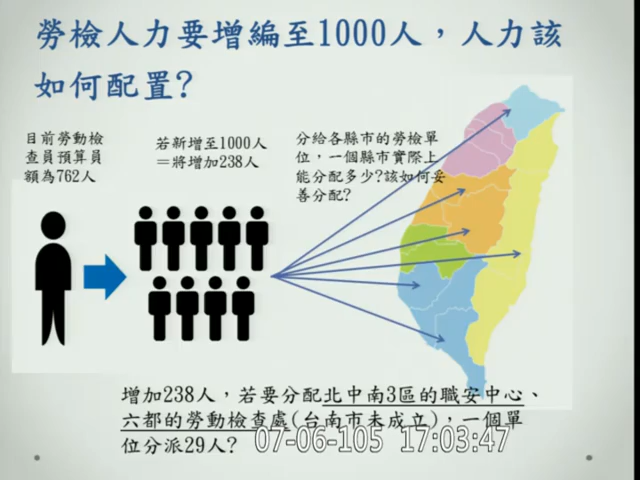 勞檢人力要增編至1000人，人力該
如何配置?
目前勞動檢
查員預算員
額為762人
若新增至1000人
＝將增加238人
分給各縣市的勞檢單
位，一個縣市實際上
能分配多少?該如何妥
善分配?
增加238人，若要分配北中南3區的職安中心、
六都的勞動檢查處(台南市未成立)，一個單
位分派29人?
07-06-105 17:03:47